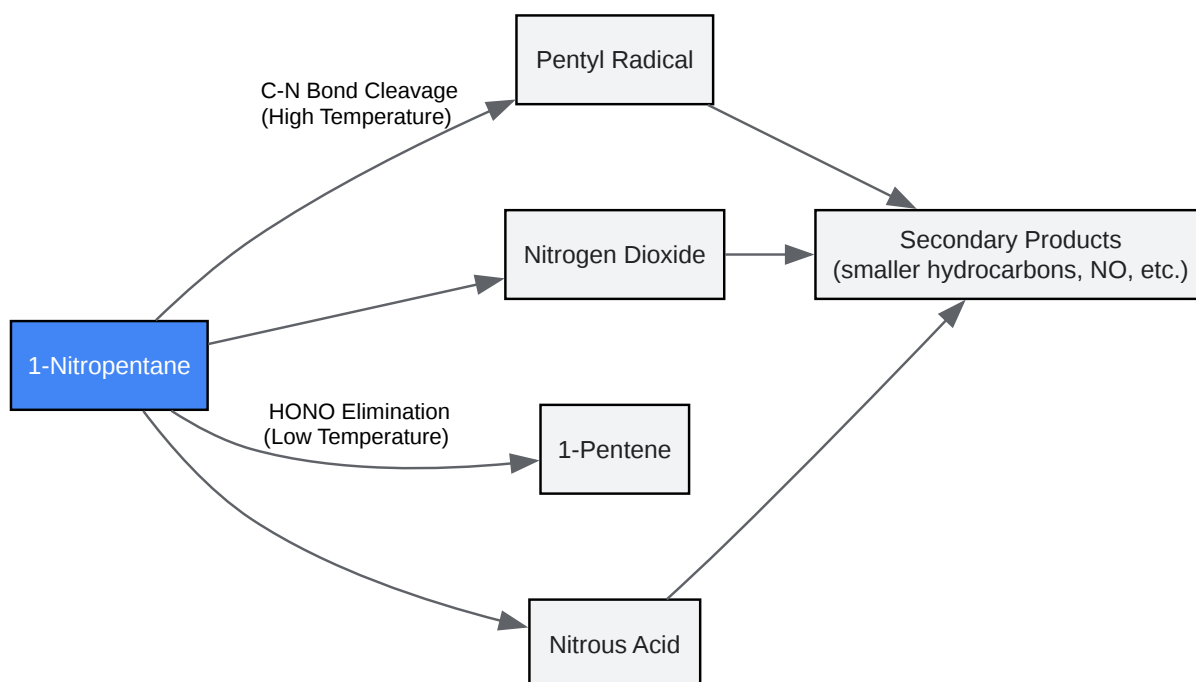 Pentyl Radical
C-N Bond Cleavage
(High Temperature)
Nitrogen Dioxide
Secondary Products
(smaller hydrocarbons, NO, etc.)
1-Nitropentane
HONO Elimination
(Low Temperature)
1-Pentene
Nitrous Acid